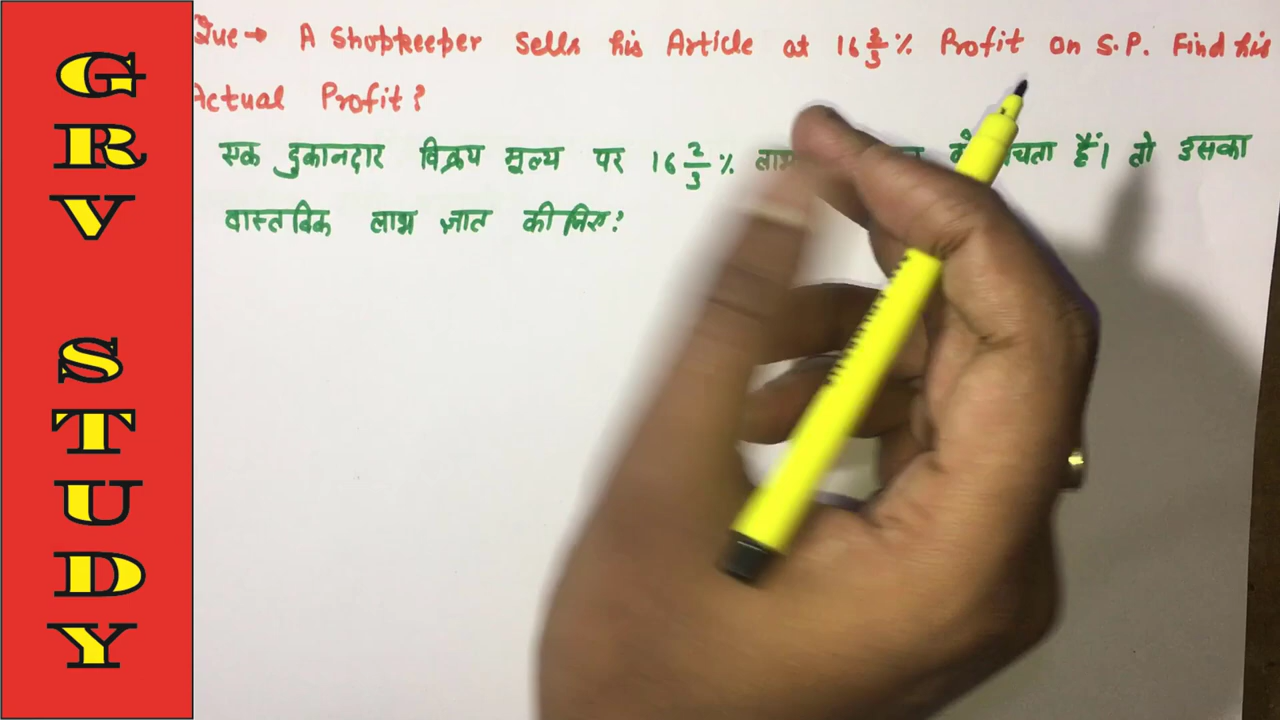 GRV STUDY
Que→ A Shopkeeper Sells his Article at 16 2/3 % Profit on S.P. Find his
Actual Profit?
एक दुकानदार विक्रय मूल्य पर 16 2/3 % है। तो उसका
वास्तविक लाभ ज्ञात कीजिए?